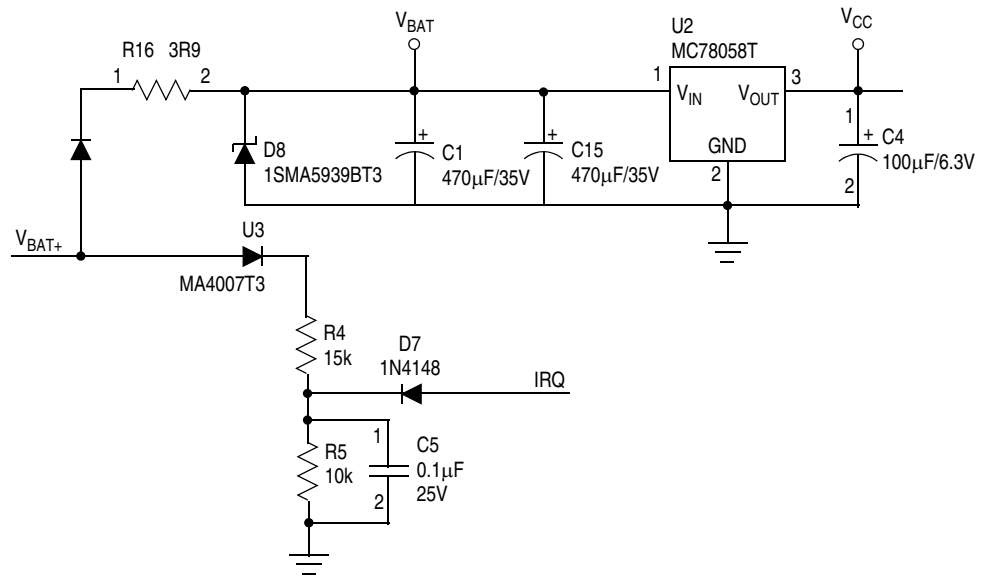 V_BAT
V_CC
R16 3R9
1
2
U2
MC78058T
1
V_IN
V_OUT
3
GND
2
D8
1SMA5939BT3
+
C1
470µF/35V
+
C15
470µF/35V
1
+
C4
100µF/6.3V
2
V_BAT+
U3
MA4007T3
R4
15k
D7
1N4148
IRQ
R5
10k
1
C5
0.1µF
25V
2